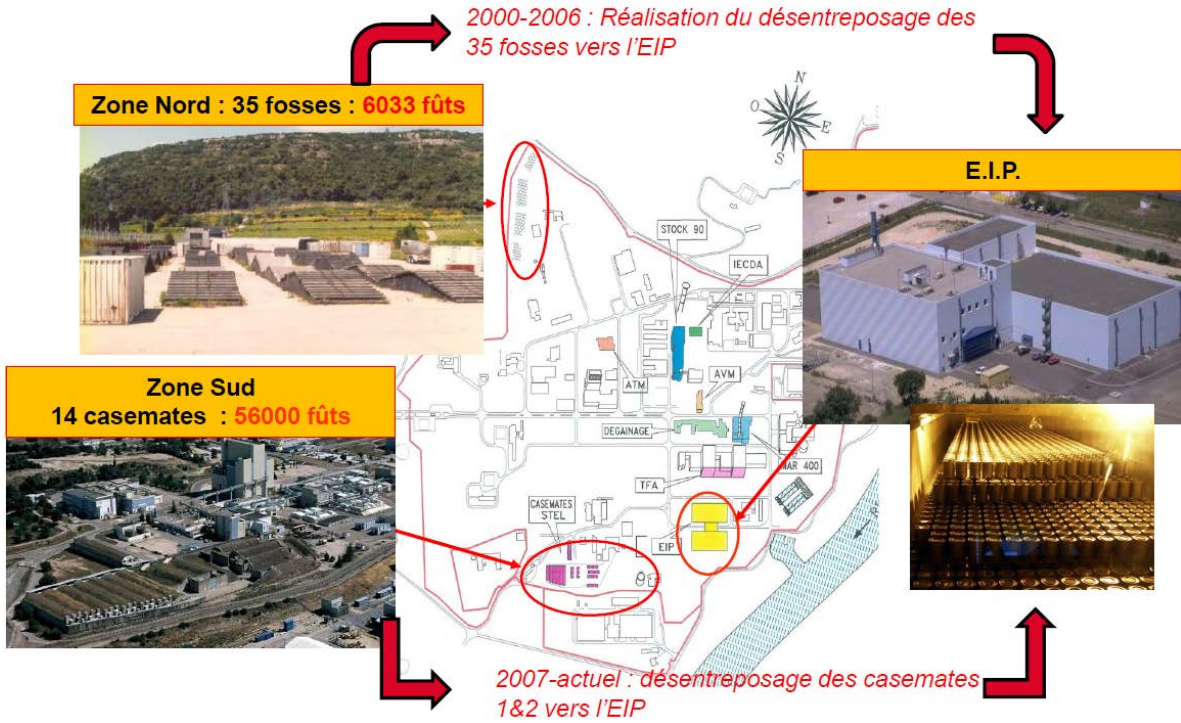 2000-2006 : Réalisation du désentreposage des
35 fosses vers l'EIP
Zone Nord : 35 fosses : 6033 fûts
N
O
E
S
E.I.P.
STOCK 90
IECDA
ATM
AVM
Zone Sud
14 casemates : 56000 fûts
DEGAINAGE
MAR 400
TFA
CASEMATES
STEL
EIP
2007-actuel : désentreposage des casemates
1&2 vers l'EIP